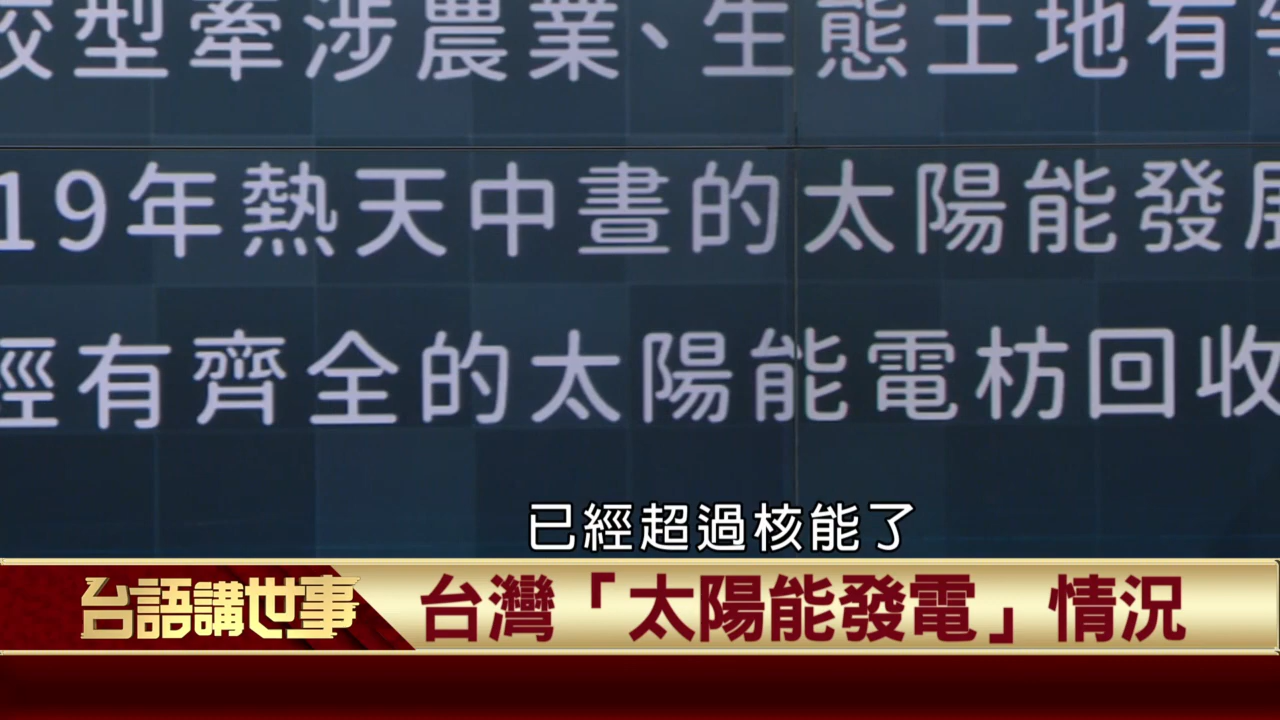 型牽涉農業、生態土地有
19年熱天中晝的太陽能發展
經有齊全的太陽能電枋回收
已經超過核能了
台語講世事
台灣「太陽能發電」情況